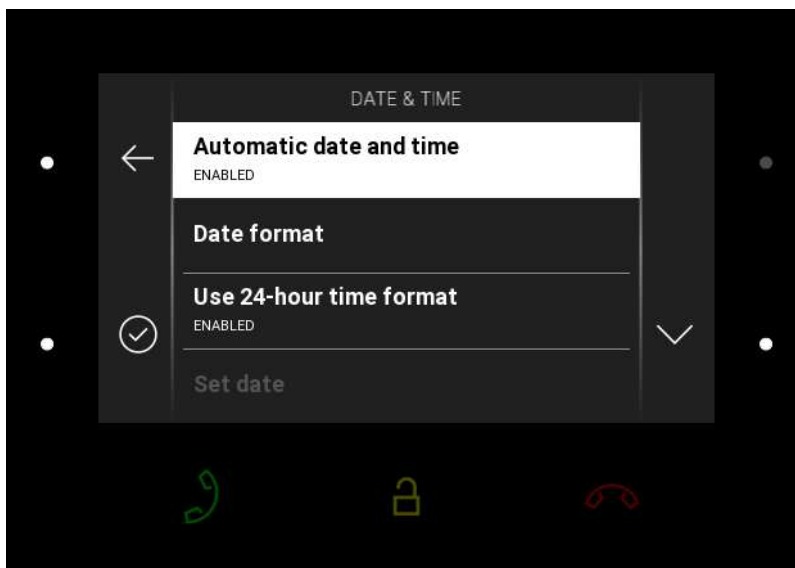 DATE & TIME
Automatic date and time
ENABLED
Date format
Use 24-hour time format
ENABLED
Set date